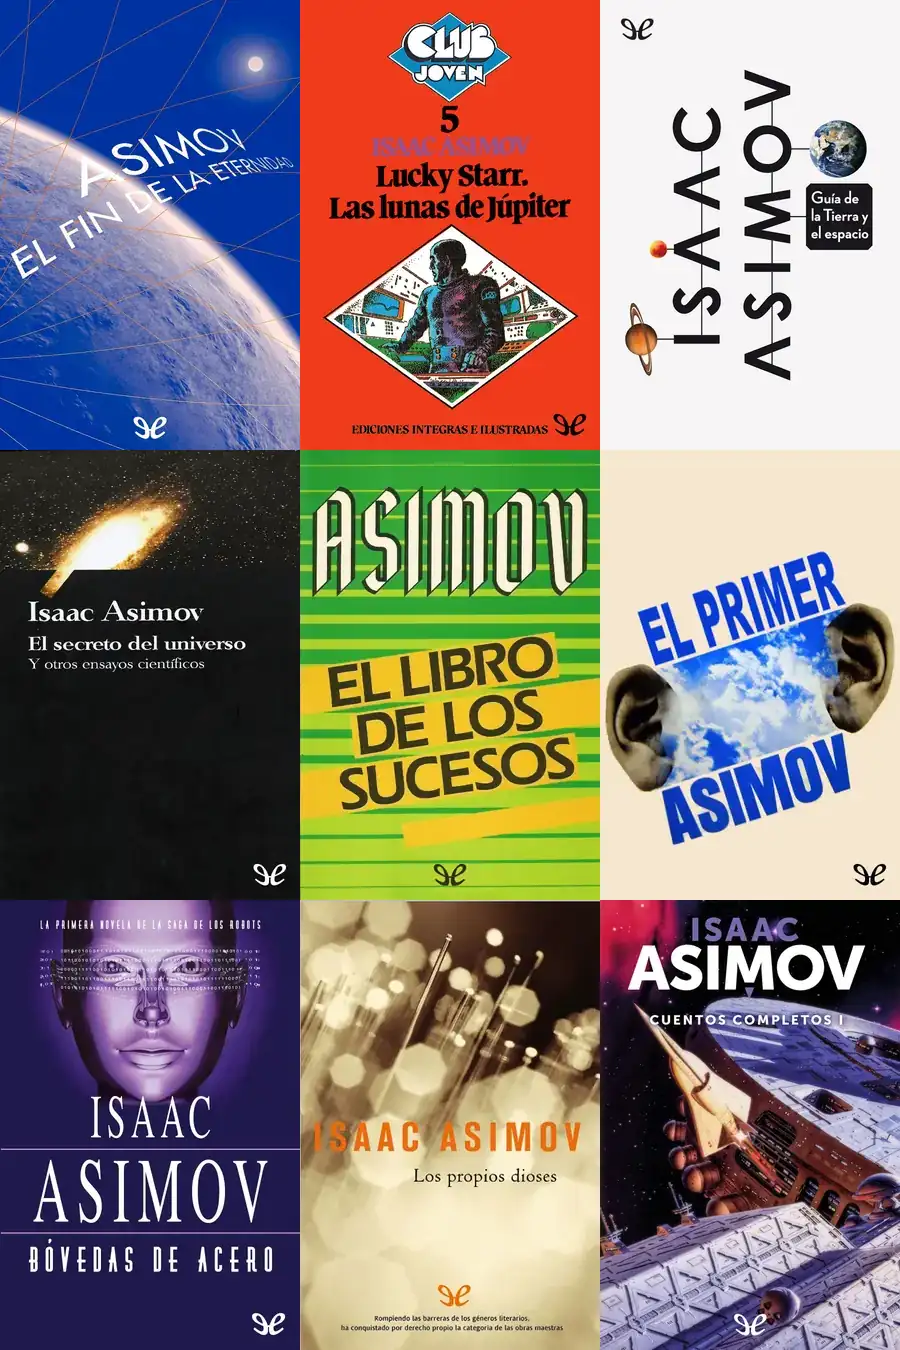 ASIMOV
EL FIN DE LA ETERNIDAD
CLUB
JOVEN
5
ISAAC ASIMOV
Lucky Starr.
Las lunas de Júpiter
EDICIONES INTEGRAS E ILUSTRADAS
ISAAC
ASIMOV
Guía de
la Tierra y
el espacio
Isaac Asimov
El secreto del universo
Y otros ensayos científicos
ASIMOV
EL LIBRO
DE LOS
SUCESOS
EL PRIMER
ASIMOV
LA PRIMERA NOVELA DE LA SAGA DE LOS ROBOTS
ISAAC
ASIMOV
BÓVEDAS DE ACERO
ISAAC ASIMOV
Los propios dioses
Rompiendo las barreras de los géneros literarios,
ha conquistado por derecho propio la categoría de las obras maestras
ISAAC
ASIMOV
CUENTOS COMPLETOS I